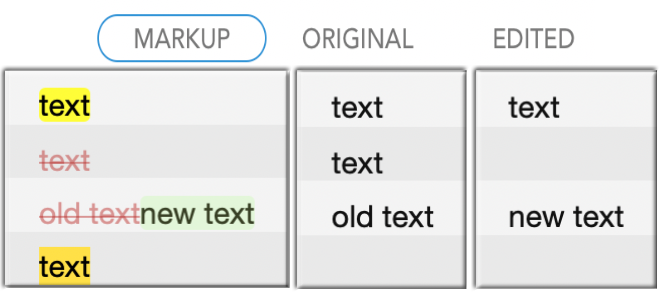 MARKUP ORIGINAL EDITED
text text text
text text
old textnew text old text new text
text